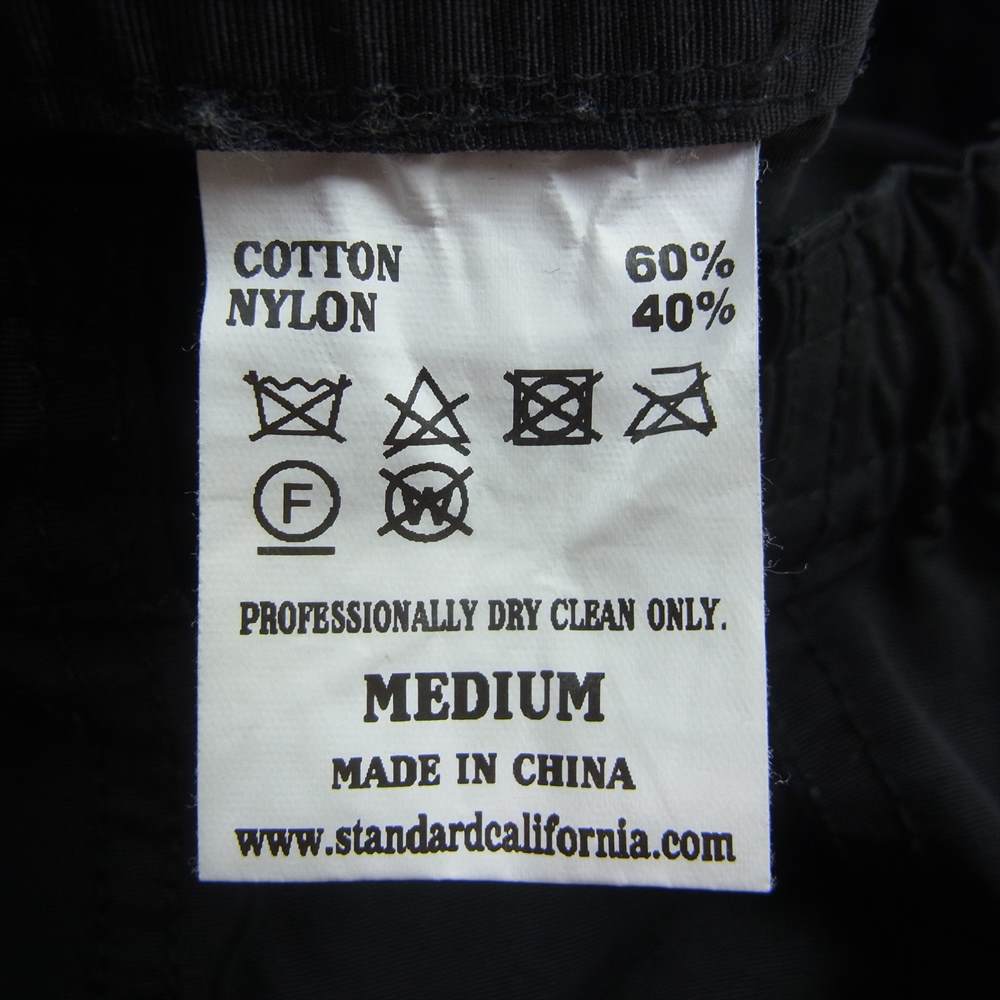 COTTON 60%
NYLON 40%
F W
PROFESSIONALLY DRY CLEAN ONLY.
MEDIUM
MADE IN CHINA
www.standardcalifornia.com